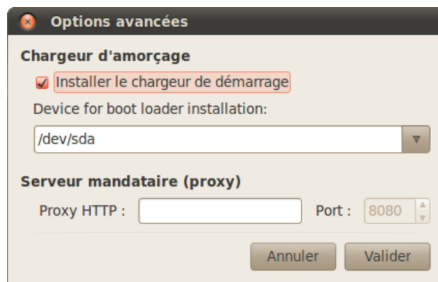 Options avancées
Chargeur d'amorçage
Installer le chargeur de démarrage
Device for boot loader installation:
/dev/sda
Serveur mandataire (proxy)
Proxy HTTP : Port : 8080
Annuler Valider